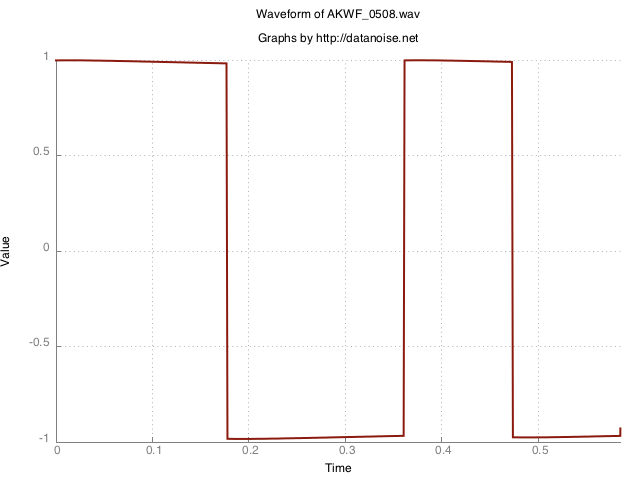 Waveform of AKWF_0508.wav
Graphs by http://datanoise.net
1
0.5
0
-0.5
-1
Value
0 0.1 0.2 0.3 0.4 0.5
Time